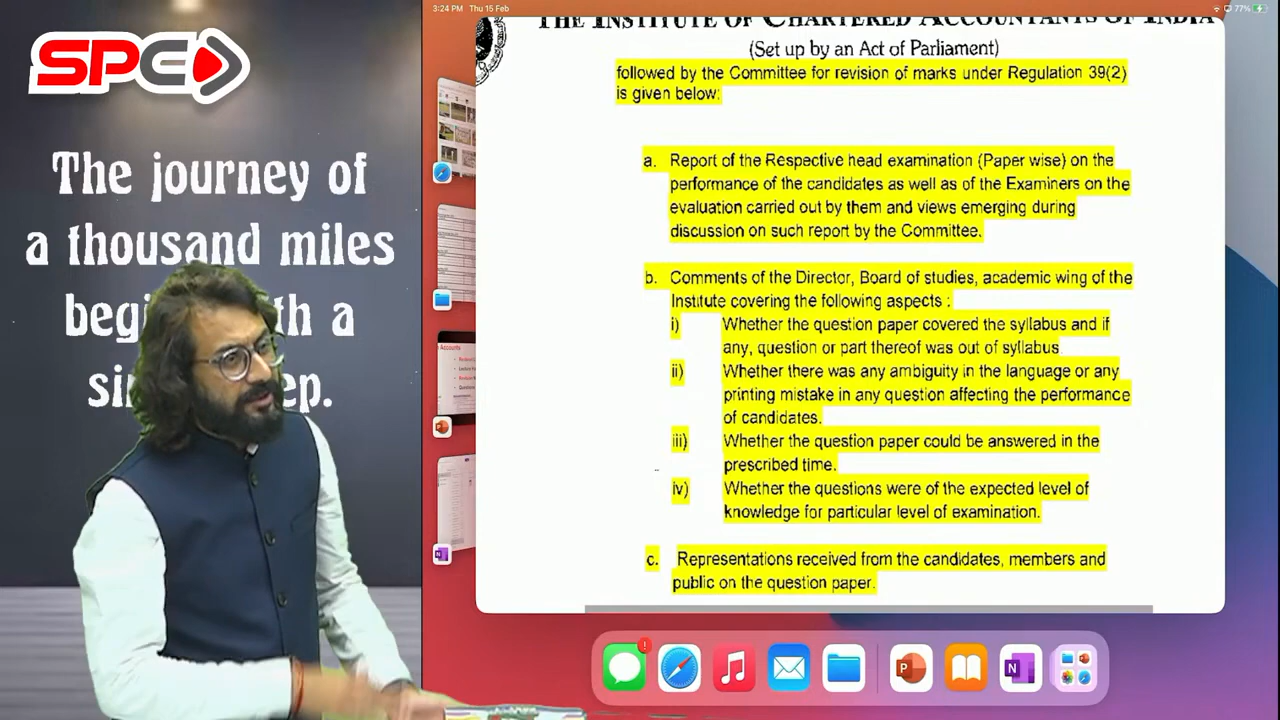 SPC
The journey of
a thousand miles
3:24 PM Thu 15 Feb
77%
THE INSTITUTE OF CHARTERED ACCOUNTANTS OF INDIA
(Set up by an Act of Parliament)
followed by the Committee for revision of marks under Regulation 39(2)
is given below:
a. Report of the Respective head examination (Paper wise) on the
performance of the candidates as well as of the Examiners on the
evaluation carried out by them and views emerging during
discussion on such report by the Committee.
b. Comments of the Director, Board of studies, academic wing of the
Institute covering the following aspects :
i) Whether the question paper covered the syllabus and if
any, question or part thereof was out of syllabus
ii) Whether there was any ambiguity in the language or any
printing mistake in any question affecting the performance
of candidates.
iii) Whether the question paper could be answered in the
prescribed time.
iv) Whether the questions were of the expected level of
knowledge for particular level of examination.
c. Representations received from the candidates, members and
public on the question paper.